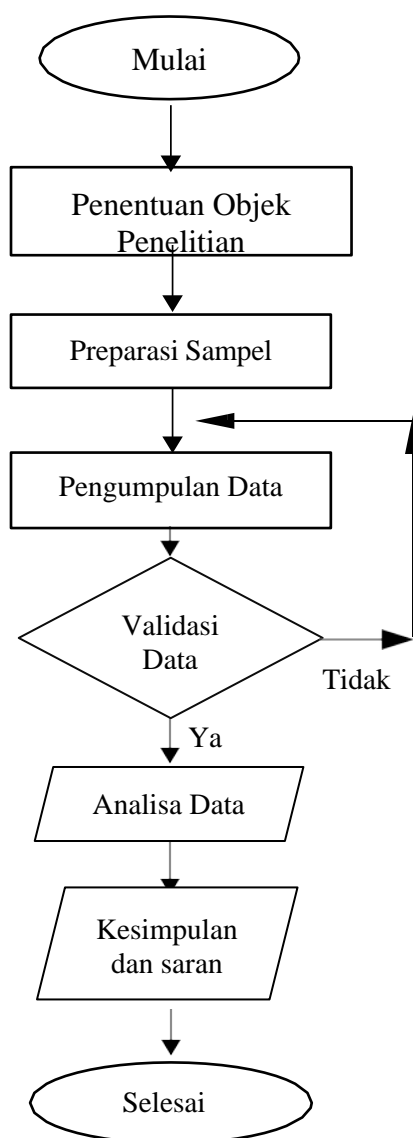 Mulai
Penentuan Objek
Penelitian
Preparasi Sampel
Pengumpulan Data
Validasi
Data
Tidak
Ya
Analisa Data
Kesimpulan
dan saran
Selesai